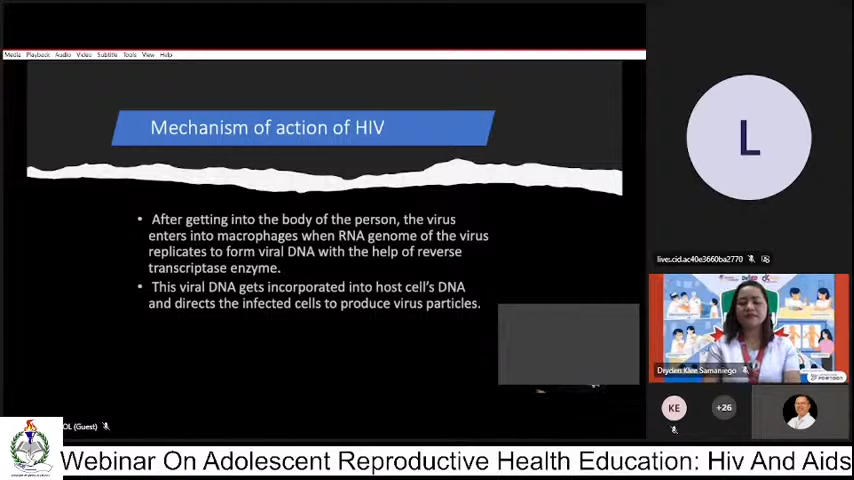 Media Playback Audio Video Subtitle Tools View Help
Mechanism of action of HIV
• After getting into the body of the person, the virus
enters into macrophages when RNA genome of the virus
replicates to form viral DNA with the help of reverse
transcriptase enzyme.
• This viral DNA gets incorporated into host cell's DNA
and directs the infected cells to produce virus particles.
L
live:cid.ac40e3660ba2770
Dryden Klee Samaniego
KE
+26
OL (Guest)
Webinar On Adolescent Reproductive Health Education: Hiv And Aids